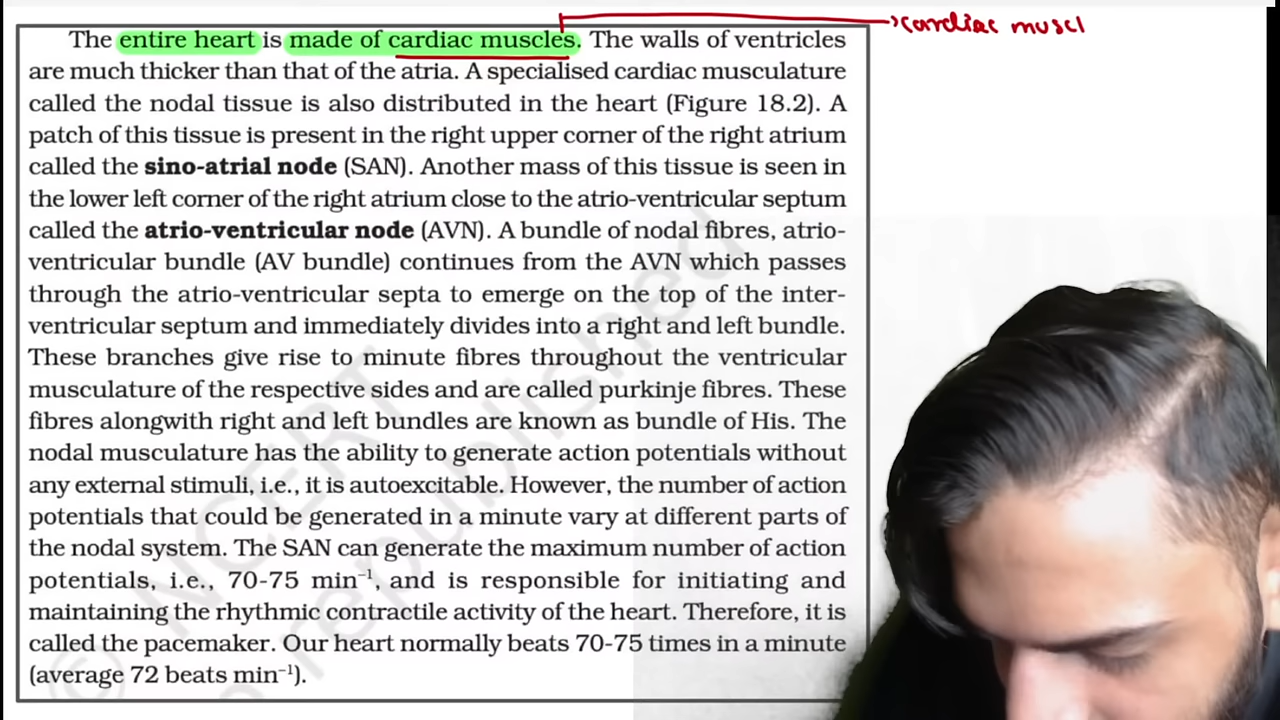 The entire heart is made of cardiac muscles. The walls of ventricles
are much thicker than that of the atria. A specialised cardiac musculature
called the nodal tissue is also distributed in the heart (Figure 18.2). A
patch of this tissue is present in the right upper corner of the right atrium
called the sino-atrial node (SAN). Another mass of this tissue is seen in
the lower left corner of the right atrium close to the atrio-ventricular septum
called the atrio-ventricular node (AVN). A bundle of nodal fibres, atrio-
ventricular bundle (AV bundle) continues from the AVN which passes
through the atrio-ventricular septa to emerge on the top of the inter-
ventricular septum and immediately divides into a right and left bundle.
These branches give rise to minute fibres throughout the ventricular
musculature of the respective sides and are called purkinje fibres. These
fibres alongwith right and left bundles are known as bundle of His. The
nodal musculature has the ability to generate action potentials without
any external stimuli, i.e., it is autoexcitable. However, the number of action
potentials that could be generated in a minute vary at different parts of
the nodal system. The SAN can generate the maximum number of action
potentials, i.e., 70-75 min⁻¹, and is responsible for initiating and
maintaining the rhythmic contractile activity of the heart. Therefore, it is
called the pacemaker. Our heart normally beats 70-75 times in a minute
(average 72 beats min⁻¹).
cardiac muscl
© NCERT
republished